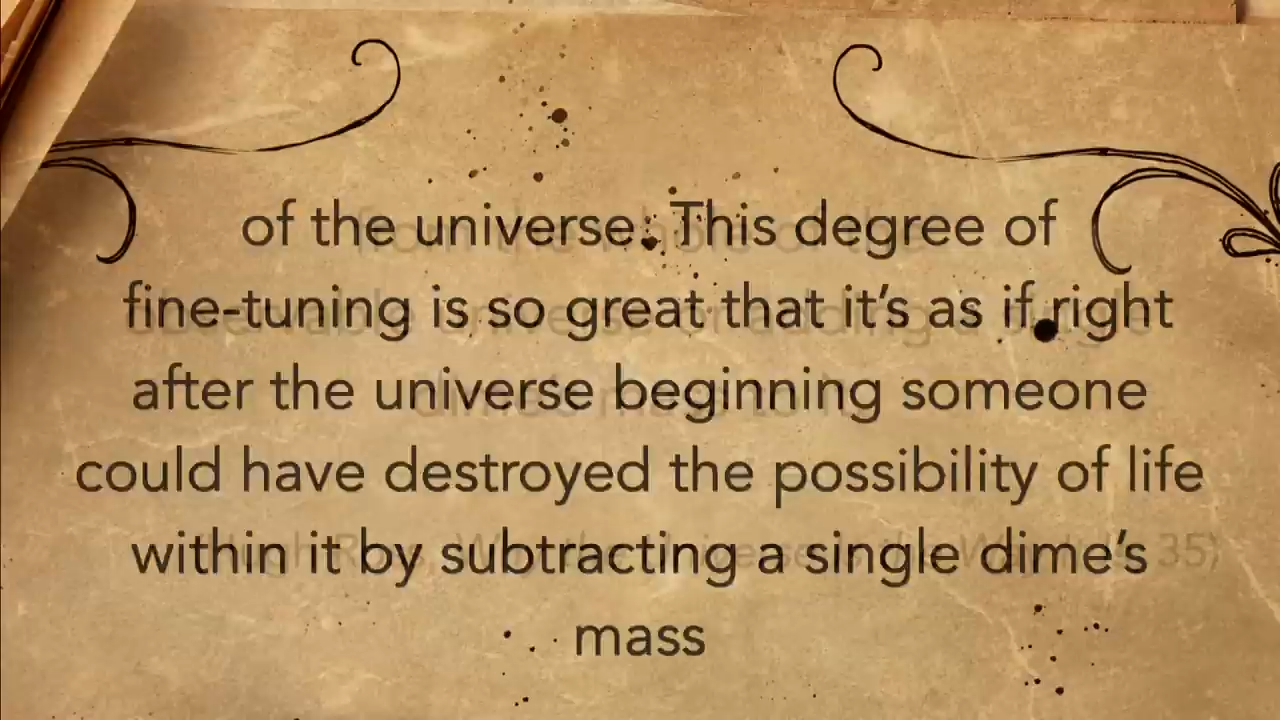 of the universe. This degree of
fine-tuning is so great that it's as if right
after the universe beginning someone
could have destroyed the possibility of life
within it by subtracting a single dime's
mass
35)